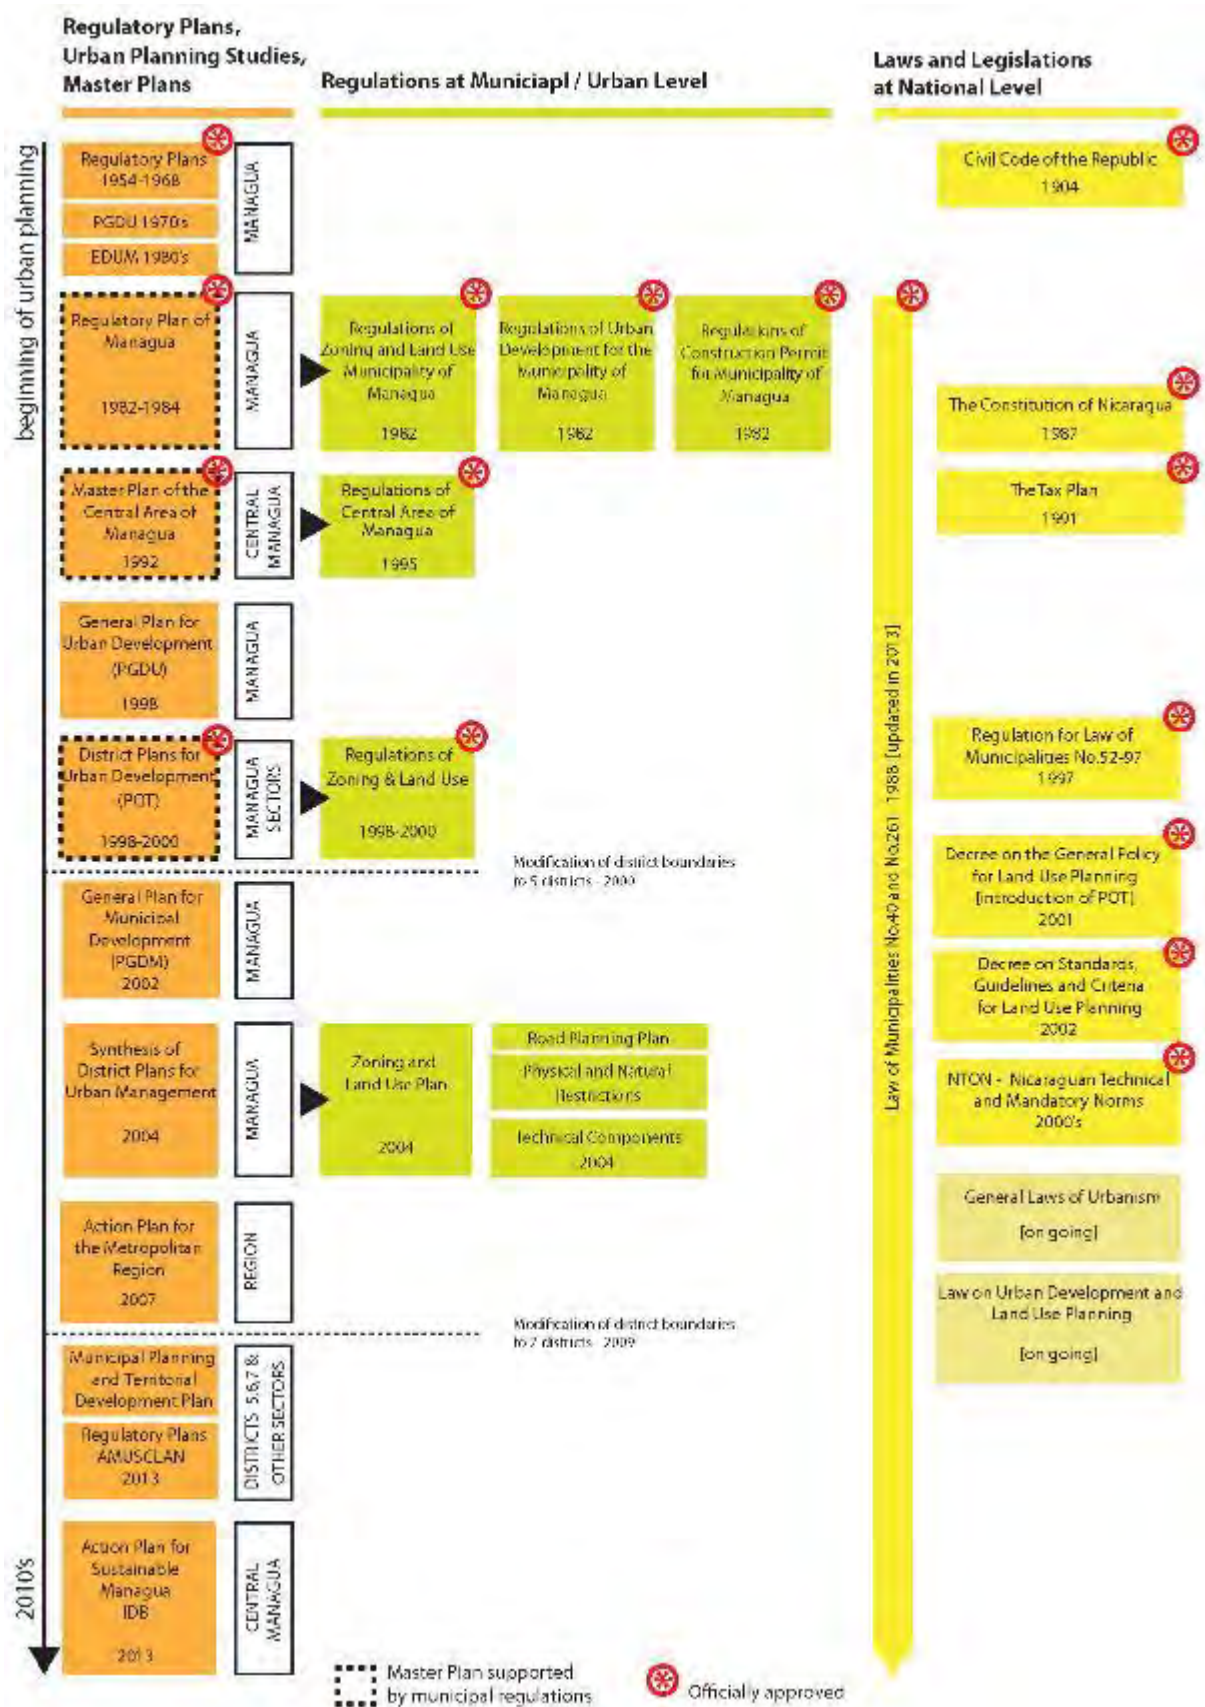 Regulatory Plans,
Urban Planning Studies,
Master Plans
Regulations at Municiapl / Urban Level
Laws and Legislations
at National Level
beginning of urban planning
2010's
Regulatory Plans
1954-1968
PGDU 1970's
EDUM 1980's
MANAGUA
Civil Code of the Republic
1904
Regulatory Plan of
Managua
1982-1984
MANAGUA
Regulations of
Zoning and Land Use
Municipality of
Managua
1982
Regulations of Urban
Development for the
Municipality of
Managua
1982
Regulations of
Construction Permit
for Municipality of
Managua
1982
The Constitution of Nicaragua
1987
Master Plan of the
Central Area of
Managua
1992
CENTRAL
MANAGUA
Regulations of
Central Area of
Managua
1995
The Tax Plan
1991
General Plan for
Urban Development
(PGDU)
1998
MANAGUA
Law of Municipalities No.40 and No.261 1988 [updated in 2013]
District Plans for
Urban Development
(POT)
1998-2000
MANAGUA
SECTORS
Regulations of
Zoning & Land Use
1998-2000
Regulation for Law of
Municipalities No.52-97
1997
Modification of district boundaries
to 5 districts - 2000
Decree on the General Policy
for Land Use Planning
[introduction of POT]
2001
General Plan for
Municipal
Development
(PGDM)
2002
MANAGUA
Decree on Standards,
Guidelines and Criteria
for Land Use Planning
2002
Synthesis of
District Plans for
Urban Management
2004
MANAGUA
Zoning and
Land Use Plan
2004
Road Planning Plan
Physical and Natural
Restrictions
Technical Components
2004
NTON - Nicaraguan Technical
and Mandatory Norms
2000's
General Laws of Urbanism
[on going]
Action Plan for
the Metropolitan
Region
2007
REGION
Law on Urban Development and
Land Use Planning
[on going]
Modification of district boundaries
to 7 districts - 2009
Municipal Planning
and Territorial
Development Plan
Regulatory Plans
AMUSCLAN
2013
DISTRICTS 5,6,7 &
OTHER SECTORS
Action Plan for
Sustainable
Managua
IDB
2013
CENTRAL
MANAGUA
Master Plan supported
by municipal regulations
Officially approved